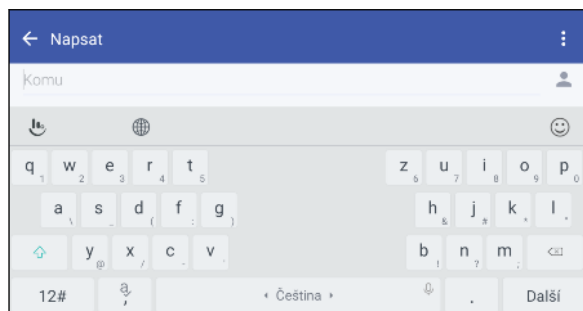 Napsat
Komu
q 1 w 2 e 3 r 4 t 5 z 6 u 7 i 8 o 9 p 0
a \ s _ d ( f : g ) h & j # k * l
y @ x / c v b ! n ? m ;
12# a , ‹ Čeština › . Další